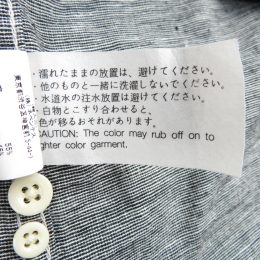 ・濡れたままの放置は、避けてください。
・他のものと一緒に洗濯しないでください。
・水道水の注水放置は、避けてください。
・白物とこすり合わせると、
色が移るおそれがあります。
CAUTION: The color may rub off on to
lighter color garment.
55%